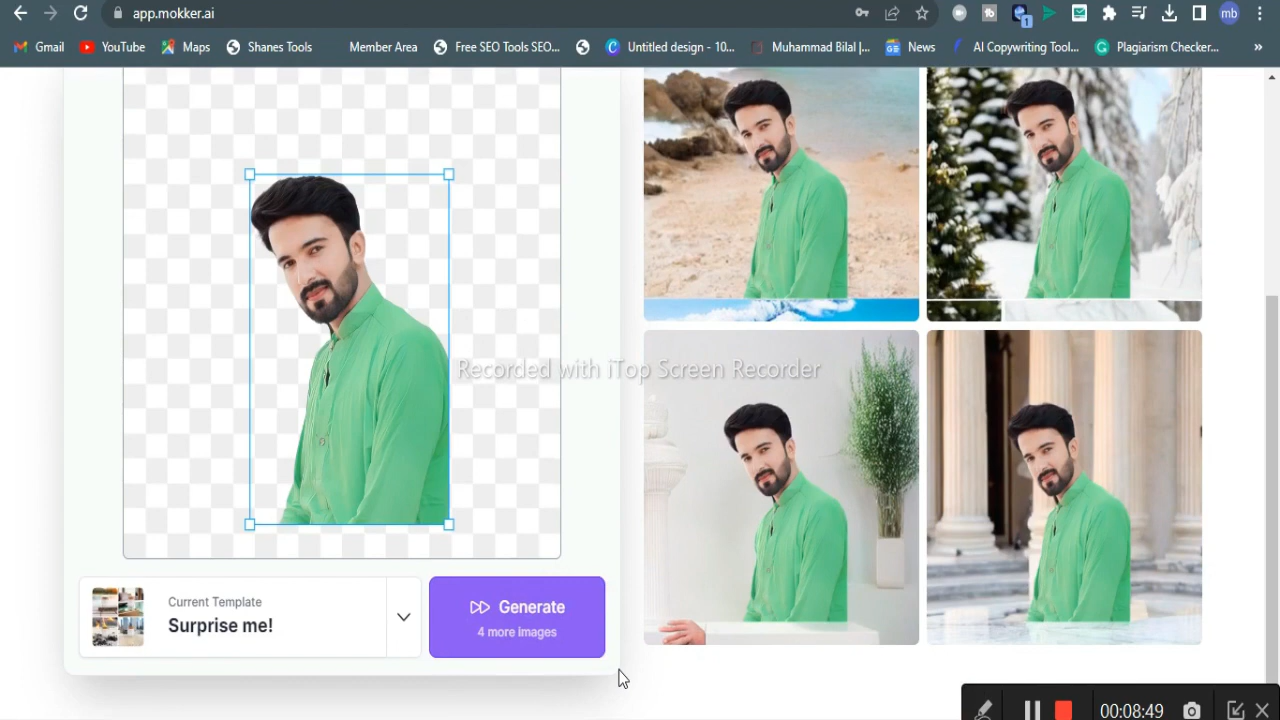 app.mokker.ai
mb
Gmail
YouTube
Maps
Shanes Tools
Member Area
Free SEO Tools SEO...
Untitled design - 10...
Muhammad Bilal |...
News
AI Copywriting Tool...
Plagiarism Checker...
»
Recorded with iTop Screen Recorder
Current Template
Surprise me!
Generate
4 more images
00:08:49